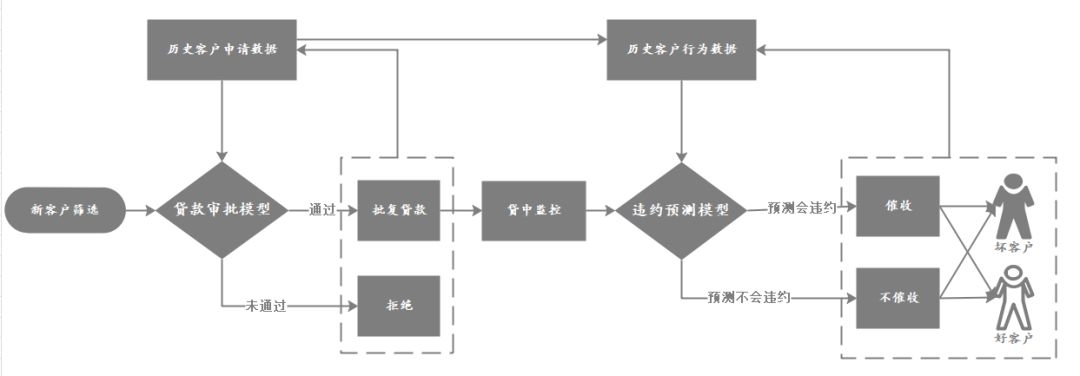 历史客户申请数据
历史客户行为数据
新客户筛选
贷款审批模型
通过
批复贷款
贷中监控
违约预测模型
预测会违约
催收
坏客户
未通过
拒绝
预测不会违约
不催收
好客户